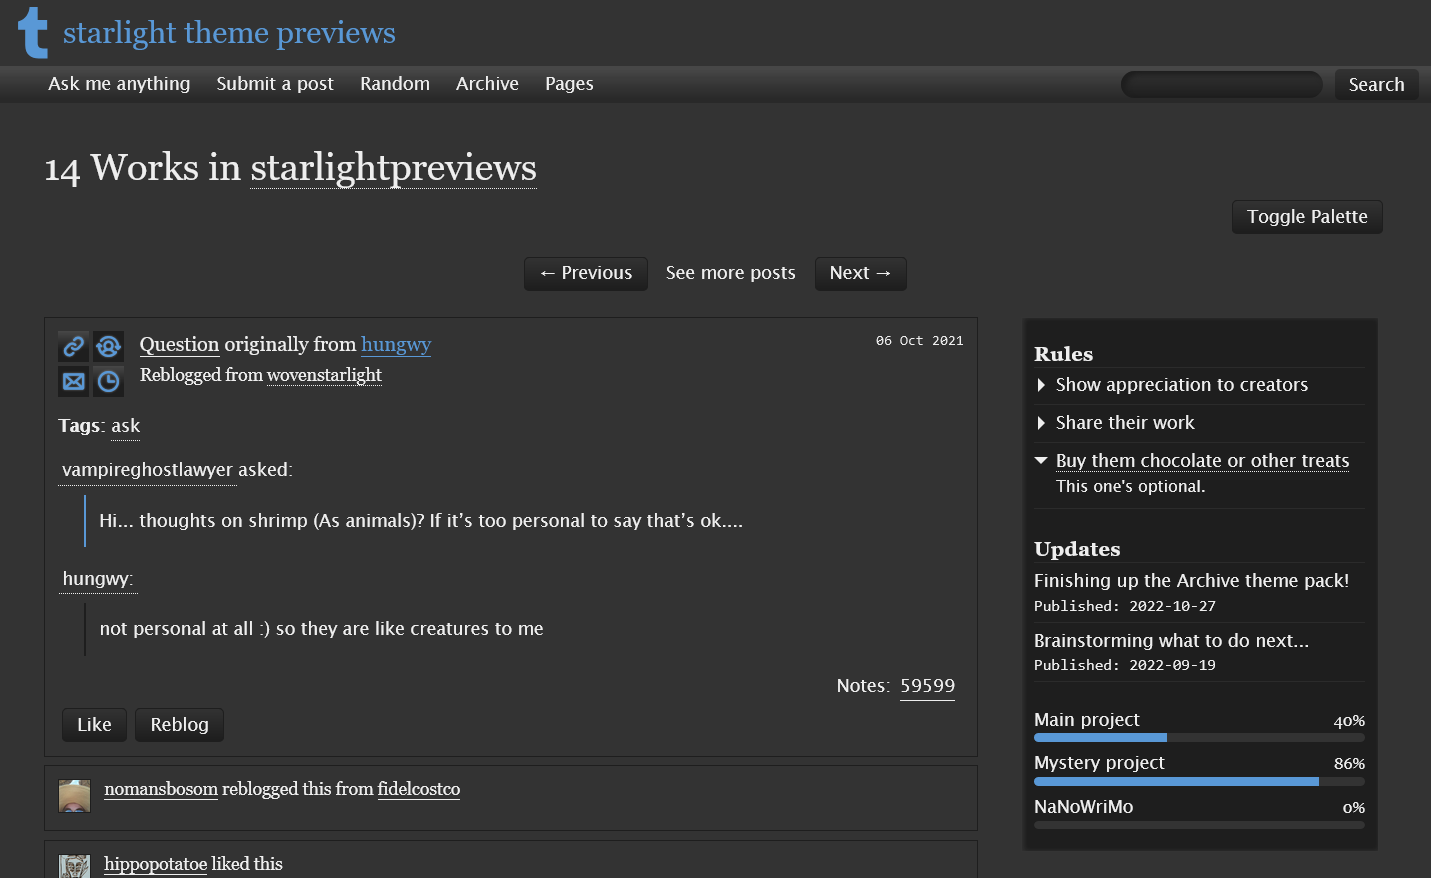 t starlight theme previews
Ask me anything Submit a post Random Archive Pages Search
14 Works in starlightpreviews
Toggle Palette
← Previous See more posts Next →
Question originally from hungwy
06 Oct 2021
Reblogged from wovenstarlight
Tags: ask
vampireghostlawyer asked:
Hi... thoughts on shrimp (As animals)? If it’s too personal to say that’s ok....
hungwy:
not personal at all :) so they are like creatures to me
Notes: 59599
Like Reblog
nomansbosom reblogged this from fidelcostco
hippopotatoe liked this
Rules
Show appreciation to creators
Share their work
Buy them chocolate or other treats
This one's optional.
Updates
Finishing up the Archive theme pack!
Published: 2022-10-27
Brainstorming what to do next...
Published: 2022-09-19
Main project 40%
Mystery project 86%
NaNoWriMo 0%